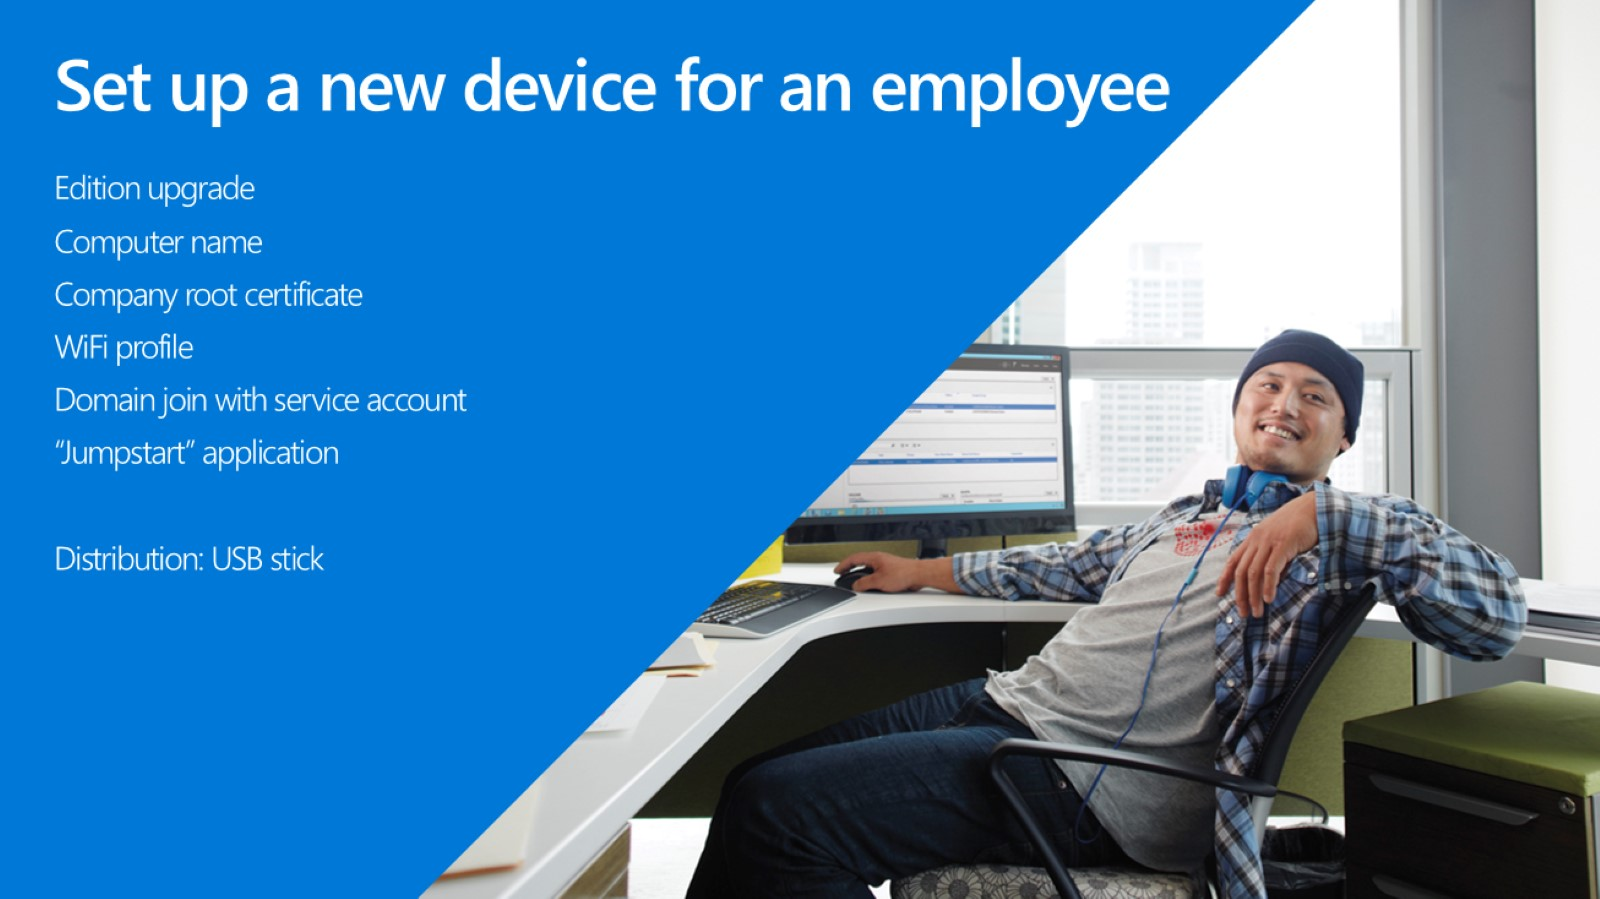 Set up a new device for an employee
Edition upgrade
Computer name
Company root certificate
WiFi profile
Domain join with service account
“Jumpstart” application
Distribution: USB stick